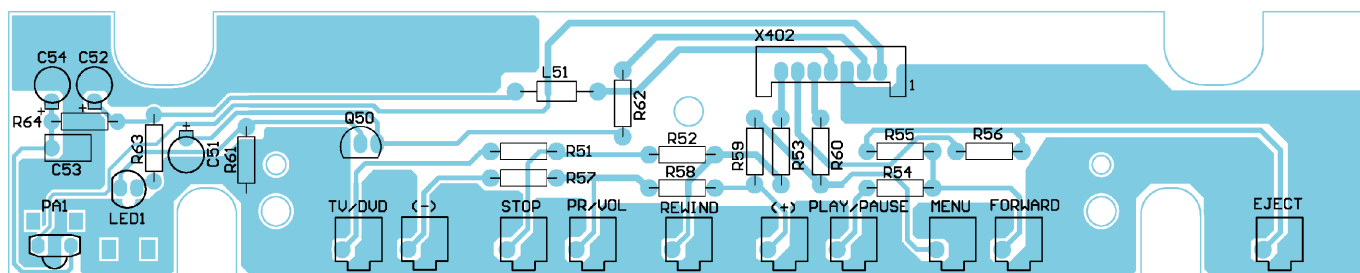 X402
C54
C52
L51
1
+
+
R62
R64
Q50
+
R63
C51
R61
C53
R51
R52
R59
R53
R60
R55
R56
R57
R58
R54
LED1
PA1
TV/DVD
(-)
STOP
PR/VOL
REWIND
(+)
PLAY/PAUSE
MENU
FORWARD
EJECT